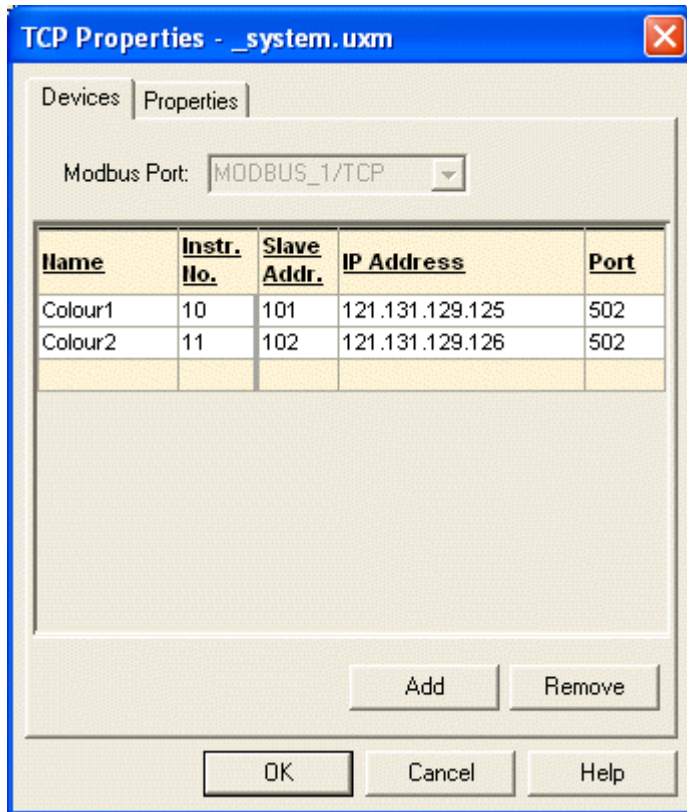 TCP Properties - _system.uxm
Devices Properties
Modbus Port: MODBUS_1/TCP
Name Instr. No. Slave Addr. IP Address Port
Colour1 10 101 121.131.129.125 502
Colour2 11 102 121.131.129.126 502
Add Remove
OK Cancel Help